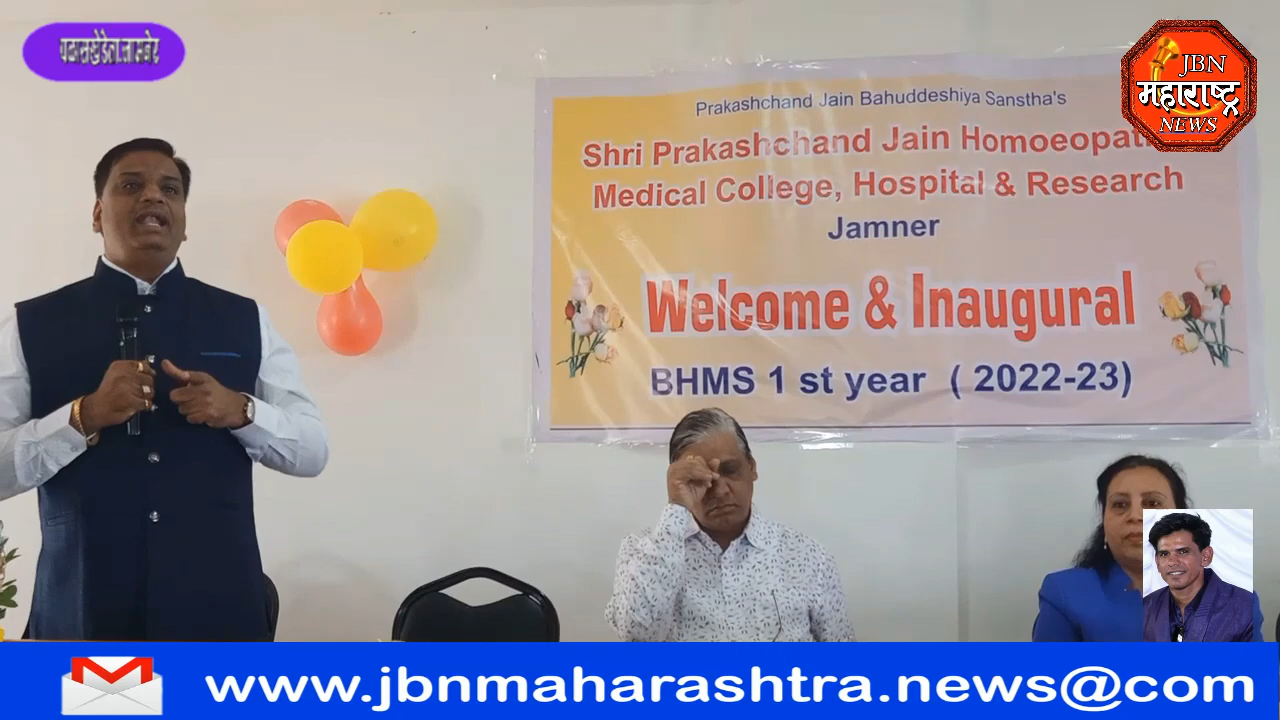 JBN
महाराष्ट्र
NEWS
Prakashchand Jain Bahuddeshiya Sanstha's
Shri Prakashchand Jain Homoeopat
Medical College, Hospital & Research
Jamner
Welcome & Inaugural
BHMS 1 st year ( 2022-23)
www.jbnmaharashtra.news@com